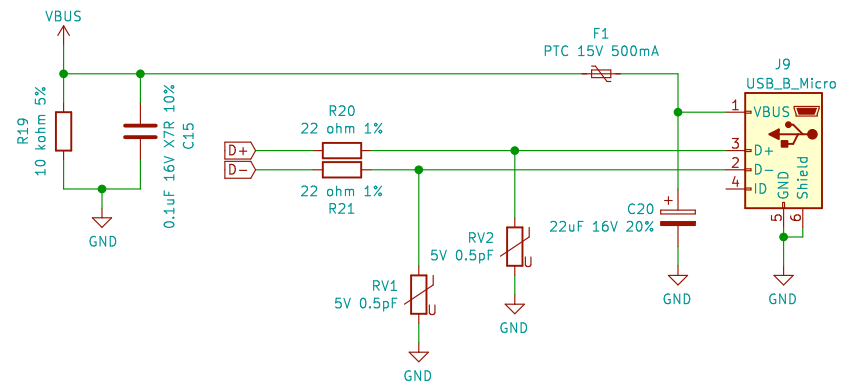 VBUS
F1
PTC 15V 500mA
J9
USB_B_Micro
R19
10 kohm 5%
0.1uF 16V X7R 10%
C15
R20
22 ohm 1%
D+
D-
22 ohm 1%
R21
1
VBUS
3
D+
2
D-
4
ID
GND
Shield
5
6
+
C20
22uF 16V 20%
GND
RV2
5V 0.5pF
U
RV1
5V 0.5pF
U
GND
GND
GND
GND